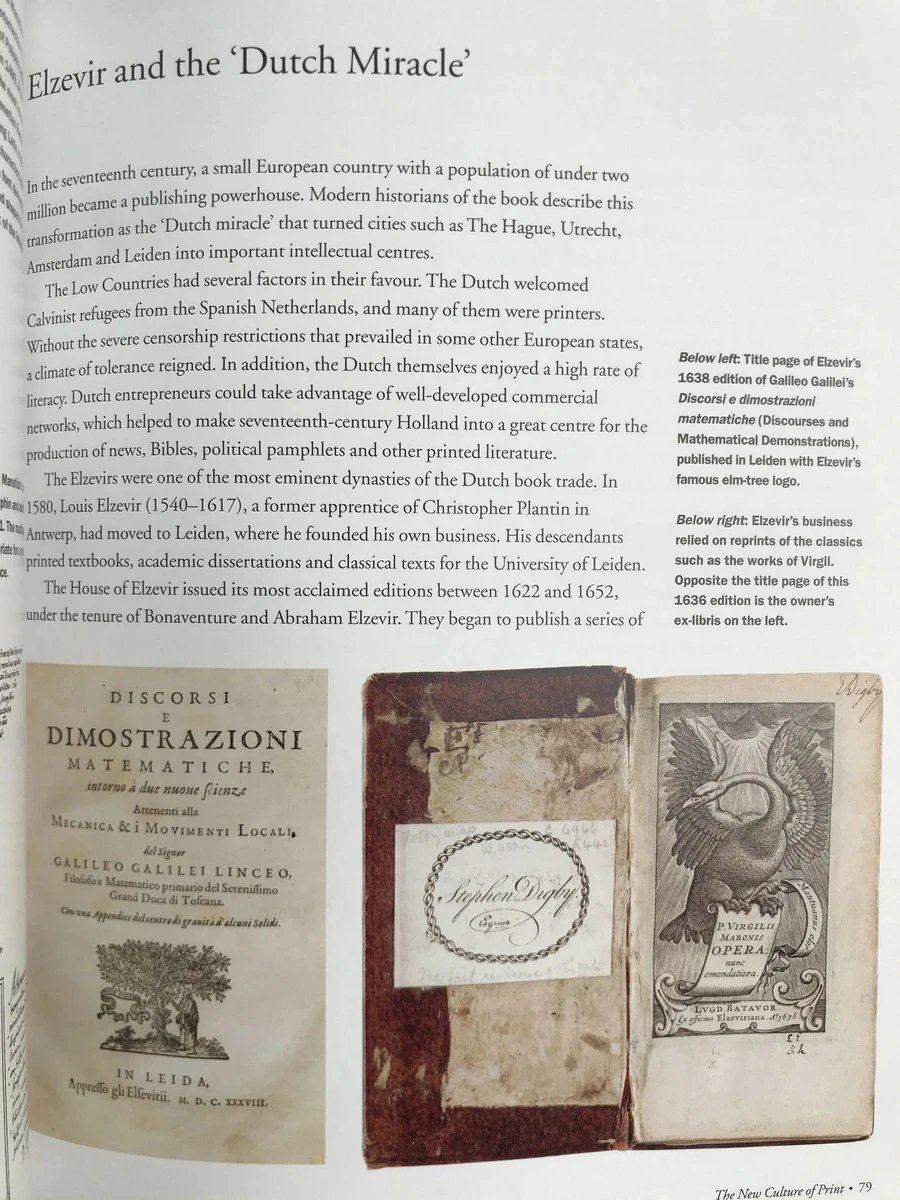 Elzevir and the ‘Dutch Miracle’
In the seventeenth century, a small European country with a population of under two
million became a publishing powerhouse. Modern historians of the book describe this
transformation as the ‘Dutch miracle’ that turned cities such as The Hague, Utrecht,
Amsterdam and Leiden into important intellectual centres.
The Low Countries had several factors in their favour. The Dutch welcomed
Calvinist refugees from the Spanish Netherlands, and many of them were printers.
Without the severe censorship restrictions that prevailed in some other European states,
a climate of tolerance reigned. In addition, the Dutch themselves enjoyed a high rate of
literacy. Dutch entrepreneurs could take advantage of well-developed commercial
networks, which helped to make seventeenth-century Holland into a great centre for the
production of news, Bibles, political pamphlets and other printed literature.
The Elzevirs were one of the most eminent dynasties of the Dutch book trade. In
1580, Louis Elzevir (1540–1617), a former apprentice of Christopher Plantin in
Antwerp, had moved to Leiden, where he founded his own business. His descendants
printed textbooks, academic dissertations and classical texts for the University of Leiden.
The House of Elzevir issued its most acclaimed editions between 1622 and 1652,
under the tenure of Bonaventure and Abraham Elzevir. They began to publish a series of
Below left: Title page of Elzevir’s
1638 edition of Galileo Galilei’s
Discorsi e dimostrazioni
matematiche (Discourses and
Mathematical Demonstrations),
published in Leiden with Elzevir’s
famous elm-tree logo.
Below right: Elzevir’s business
relied on reprints of the classics
such as the works of Virgil.
Opposite the title page of this
1636 edition is the owner’s
ex-libris on the left.
DISCORSI
E
DIMOSTRAZIONI
MATEMATICHE,
intorno à due nuoue ſcienze
Attenenti alla
MECANICA & i MOVIMENTI LOCALI,
del Signor
GALILEO GALILEI LINCEO,
Filoſofo e Matematico primario del Sereniſſimo
Grand Duca di Toſcana.
Con vna Appendice del centro di grauità d’alcuni Solidi.
IN LEIDA,
Appreſſo gli Elſevirii. M. D. C. XXXVIII.
Stephen Digby.
Esquire
Digby
Mantuanus
P. VIRGILII
MARONIS
OPERA;
nunc
emendatiora.
LVGD. BATAVOR.
Ex officina Elzeviriana. Aº 1636.
The New Culture of Print • 79